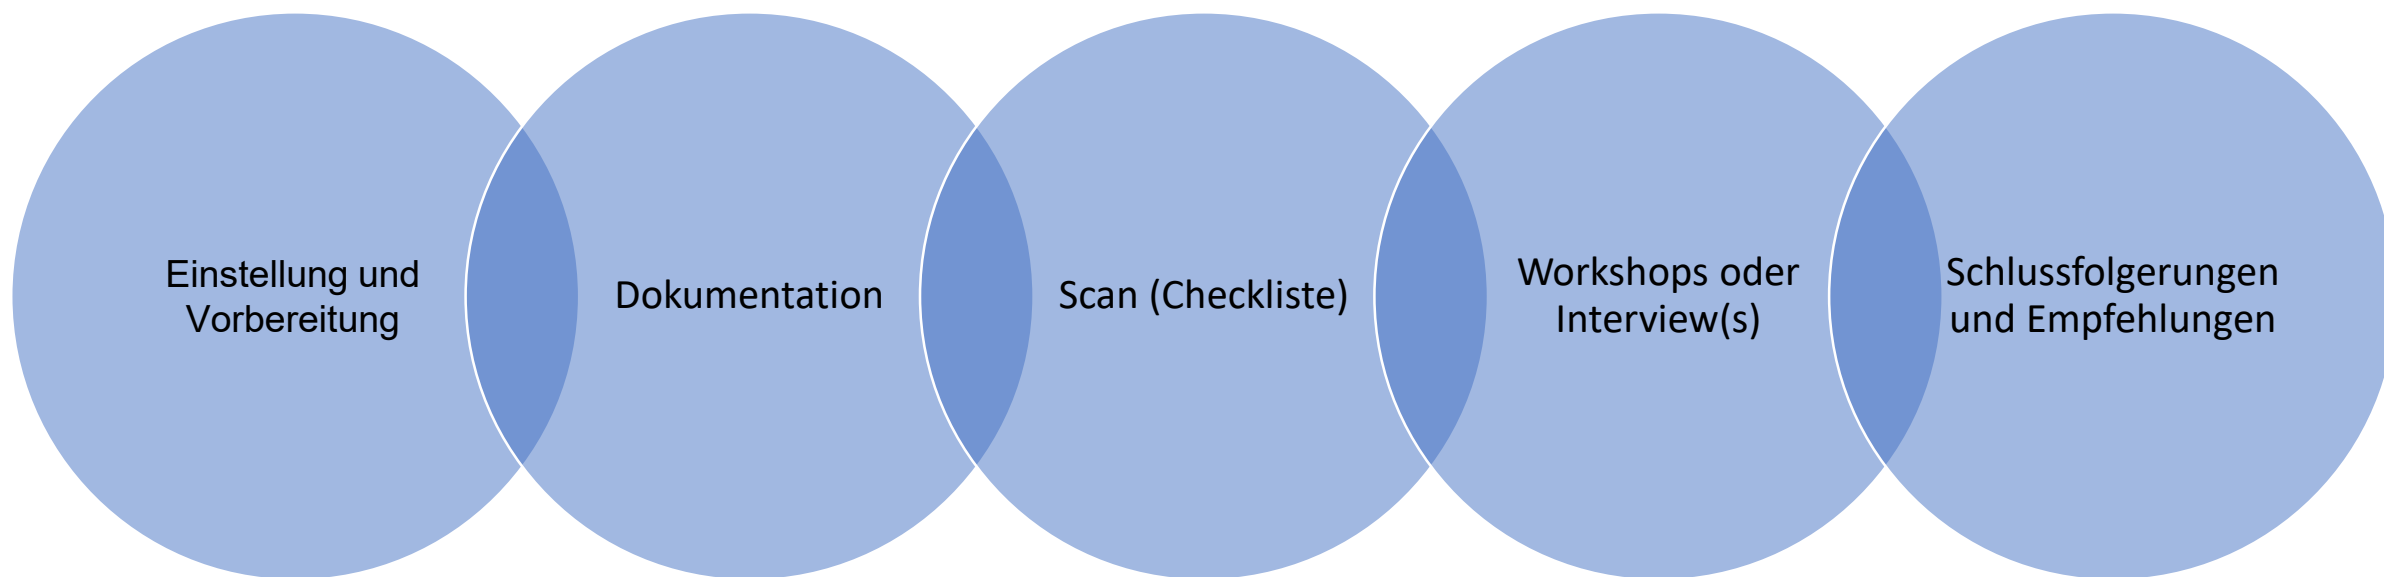 Einstellung und
Vorbereitung
Dokumentation
Scan (Checkliste)
Workshops oder
Interview(s)
Schlussfolgerungen
und Empfehlungen